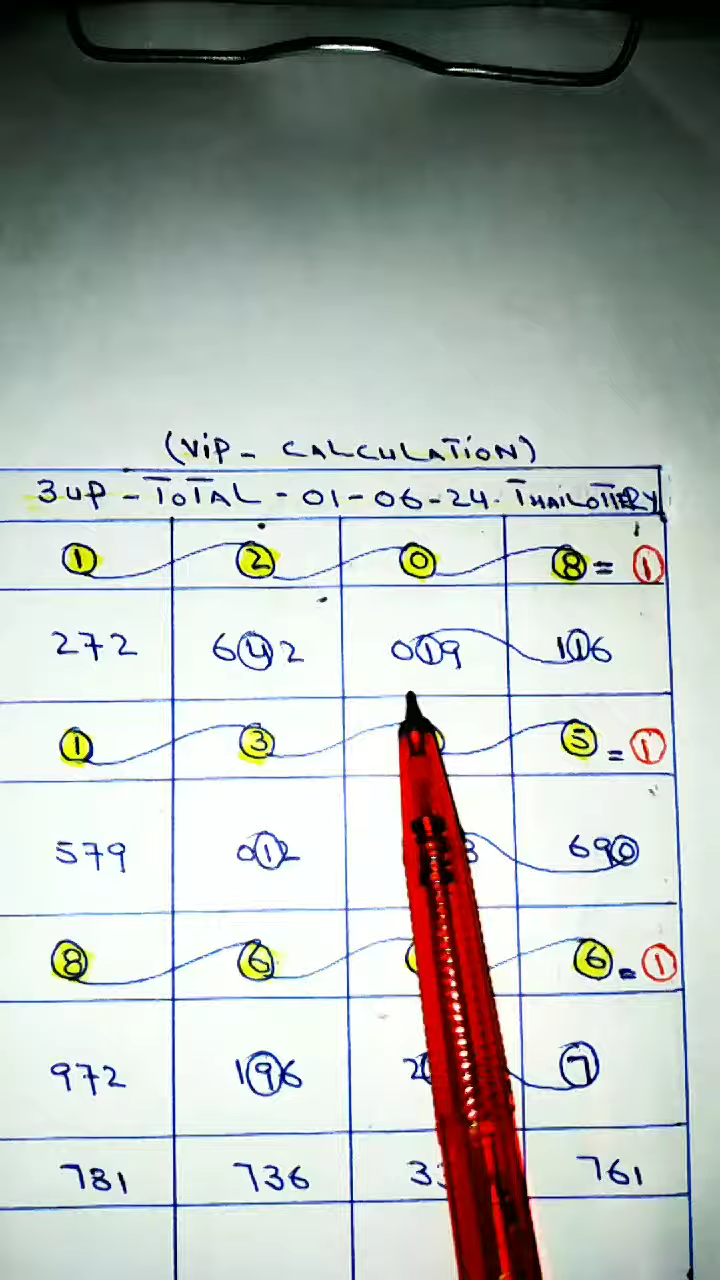 (VIP- CALCULATION)
3UP-TOTAL-01-06-24. THAILOTTERY
1 2 0 8 = 1
272 642 019 116
1 3 5 = 1
579 012 690
8 6 6 = 1
972 196 7
781 736 761